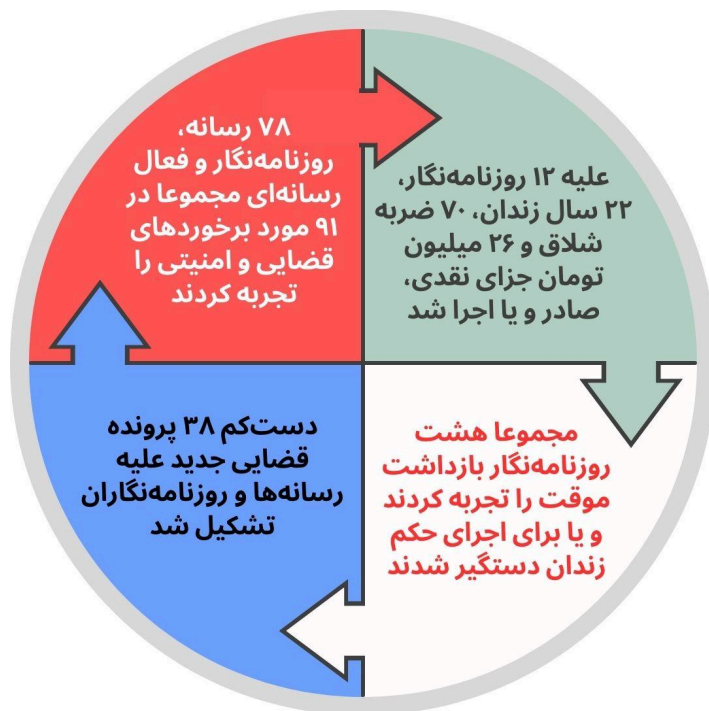 ۷۸ رسانه،
روزنامه‌نگار و فعال
رسانه‌ای مجموعا در
۹۱ مورد برخوردهای
قضایی و امنیتی را
تجربه کردند
علیه ۱۲ روزنامه‌نگار،
۲۲ سال زندان، ۷۰ ضربه
شلاق و ۲۶ میلیون
تومان جزای نقدی،
صادر و یا اجرا شد
مجموعا هشت
روزنامه‌نگار بازداشت
موقت را تجربه کردند
و یا برای اجرای حکم
زندان دستگیر شدند
دست‌کم ۳۸ پرونده
قضایی جدید علیه
رسانه‌ها و روزنامه‌نگاران
تشکیل شد